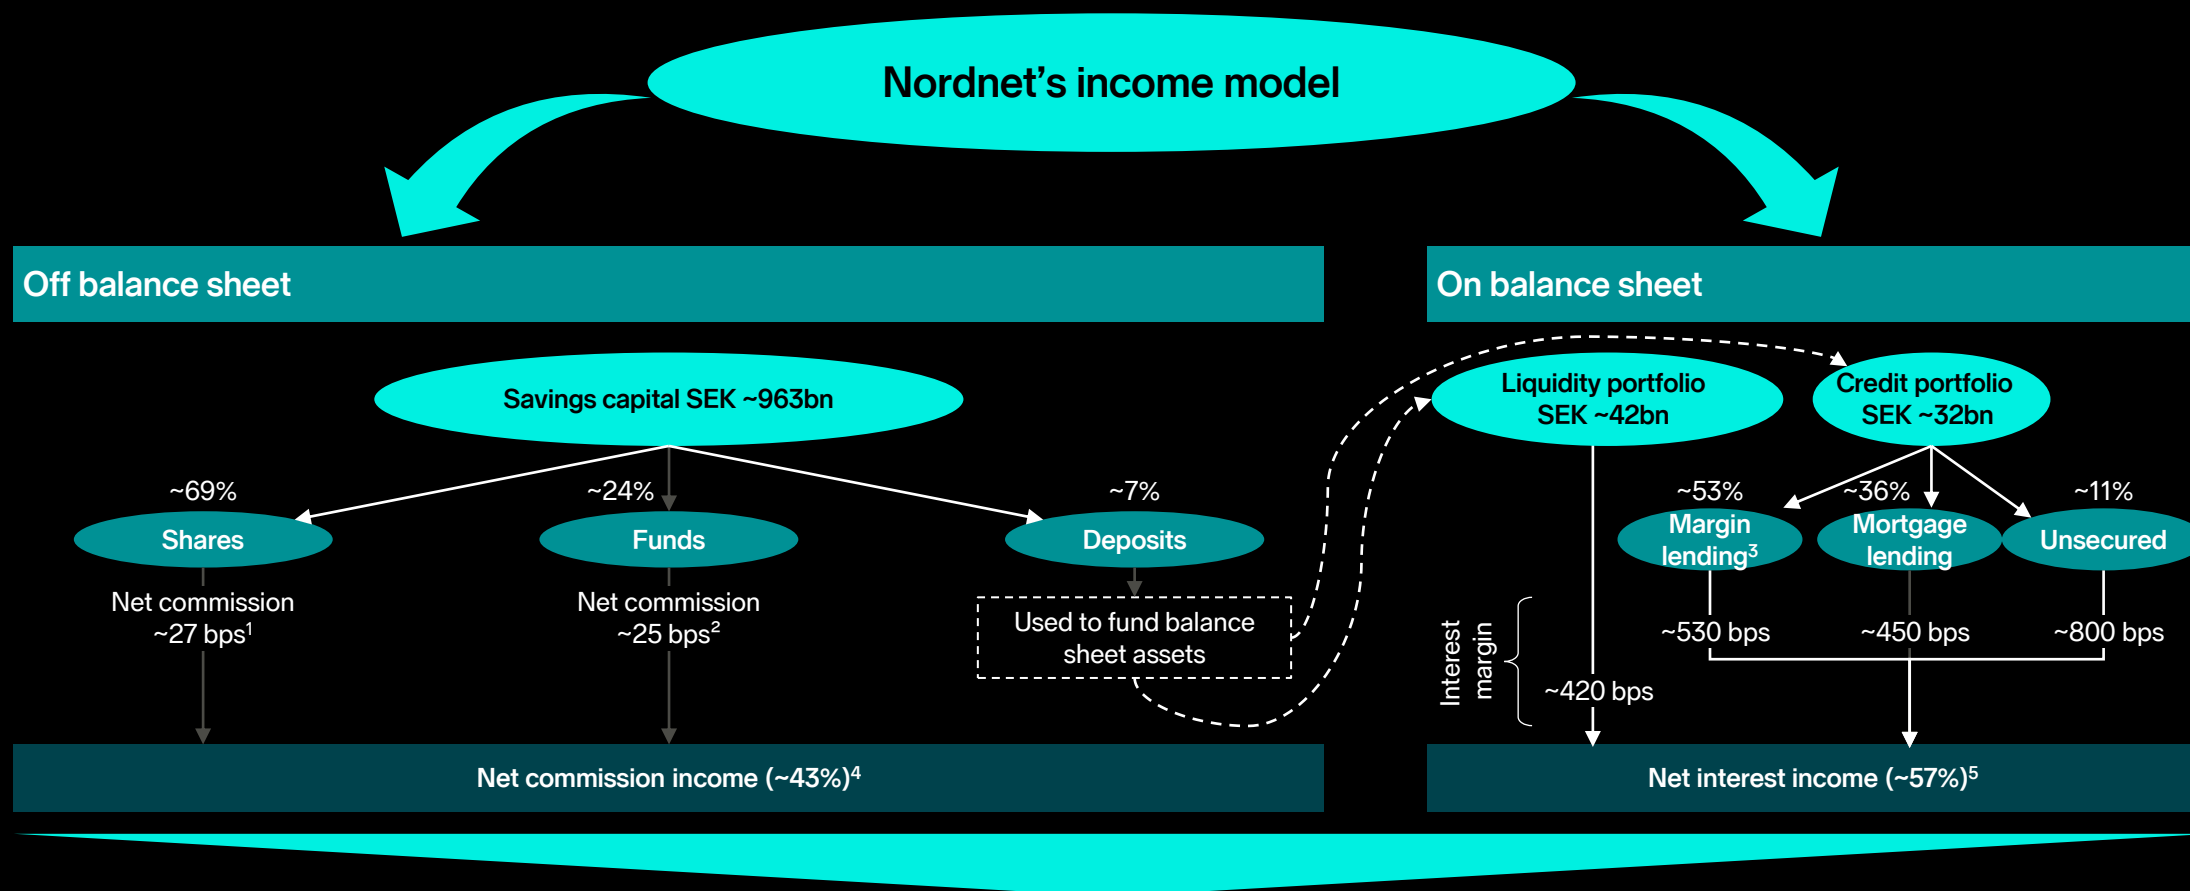 Nordnet’s income model
Off balance sheet
Savings capital SEK ~963bn
~69%
~24%
~7%
Shares
Funds
Deposits
Net commission
~27 bps¹
Net commission
~25 bps²
Used to fund balance
sheet assets
Net commission income (~43%)⁴
On balance sheet
Liquidity portfolio
SEK ~42bn
Credit portfolio
SEK ~32bn
~53%
~36%
~11%
Margin
lending³
Mortgage
lending
Unsecured
Interest
margin
~530 bps
~450 bps
~800 bps
~420 bps
Net interest income (~57%)⁵